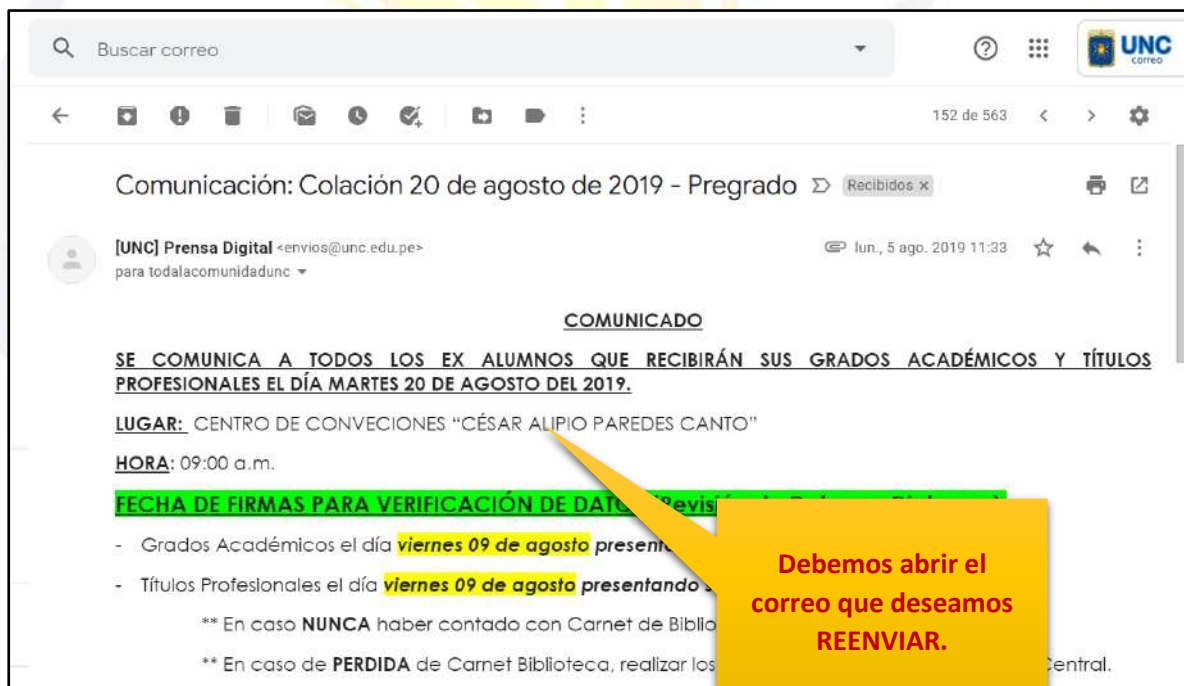 Buscar correo
UNC
correo
152 de 563
Comunicación: Colación 20 de agosto de 2019 - Pregrado Recibidos x
[UNC] Prensa Digital <envios@unc.edu.pe> lun., 5 ago. 2019 11:33
para todalacomunidadunc
COMUNICADO
SE COMUNICA A TODOS LOS EX ALUMNOS QUE RECIBIRÁN SUS GRADOS ACADÉMICOS Y TÍTULOS
PROFESIONALES EL DÍA MARTES 20 DE AGOSTO DEL 2019.
LUGAR: CENTRO DE CONVECIONES “CÉSAR ALIPIO PAREDES CANTO”
HORA: 09:00 a.m.
FECHA DE FIRMAS PARA VERIFICACIÓN DE
- Grados Académicos el día viernes 09 de agosto
- Títulos Profesionales el día viernes 09 de agosto presentando
** En caso NUNCA haber contado con Carnet de
** En caso de PERDIDA de Carnet Biblioteca, realizar los
Debemos abrir el
correo que deseamos
REENVIAR.